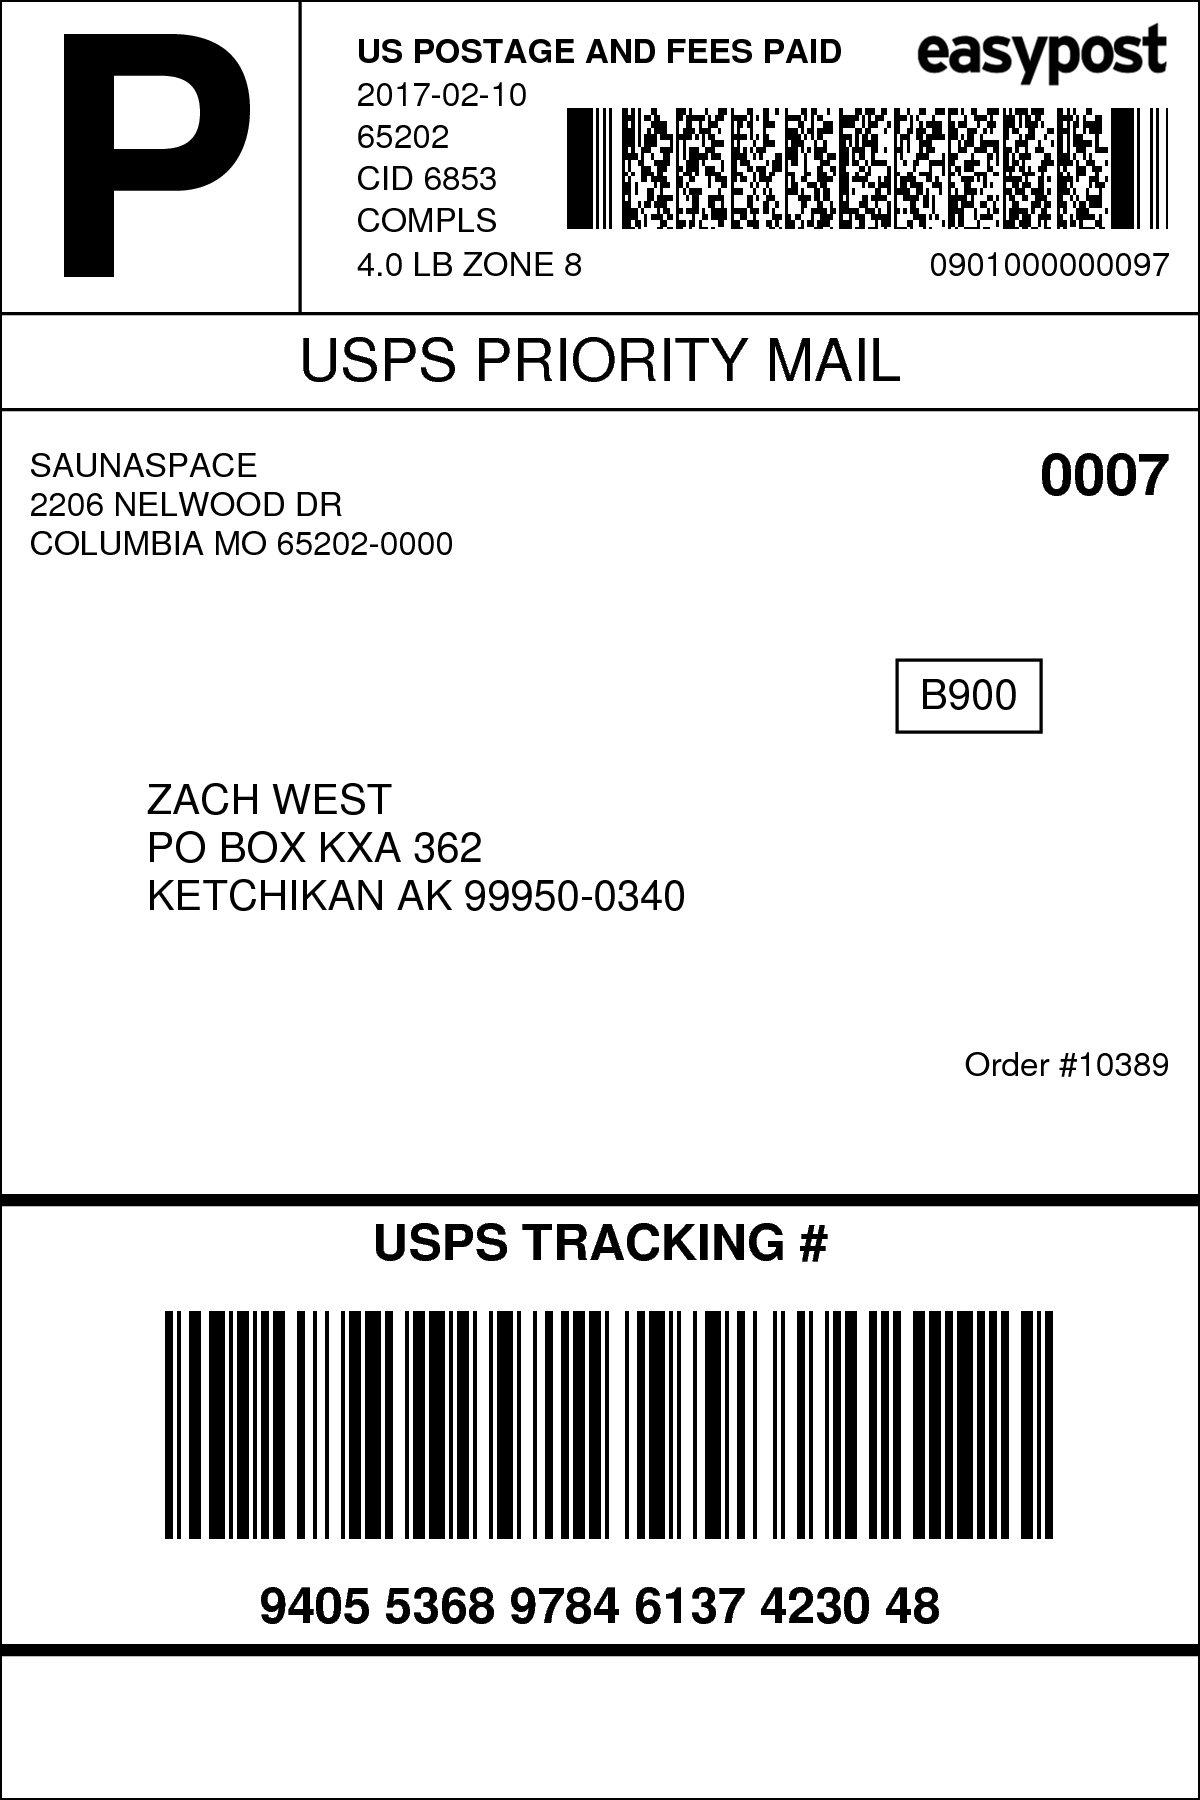 P
US POSTAGE AND FEES PAID
easypost
2017-02-10
65202
CID 6853
COMPLS
4.0 LB ZONE 8
0901000000097
USPS PRIORITY MAIL
SAUNASPACE
2206 NELWOOD DR
COLUMBIA MO 65202-0000
0007
B900
ZACH WEST
PO BOX KXA 362
KETCHIKAN AK 99950-0340
Order #10389
USPS TRACKING #
9405 5368 9784 6137 4230 48